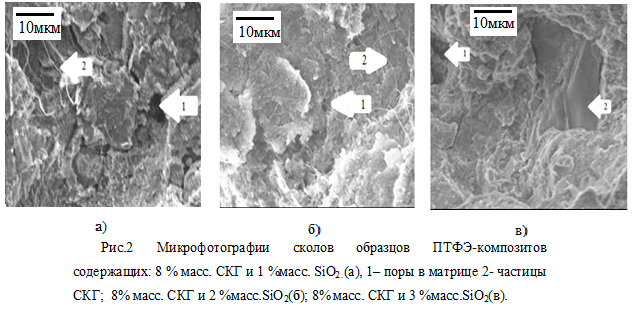 10мкм
10мкм
10мкм
2
1
2
1
1
2
а)
б)
в)
Рис.2 Микрофотографии сколов образцов ПТФЭ-композитов
содержащих: 8 % масс. СКГ и 1 %масс. SiO2.(а), 1– поры в матрице 2- частицы
СКГ; 8% масс. СКГ и 2 %масс.SiO2(б); 8% масс. СКГ и 3 %масс.SiO2(в).